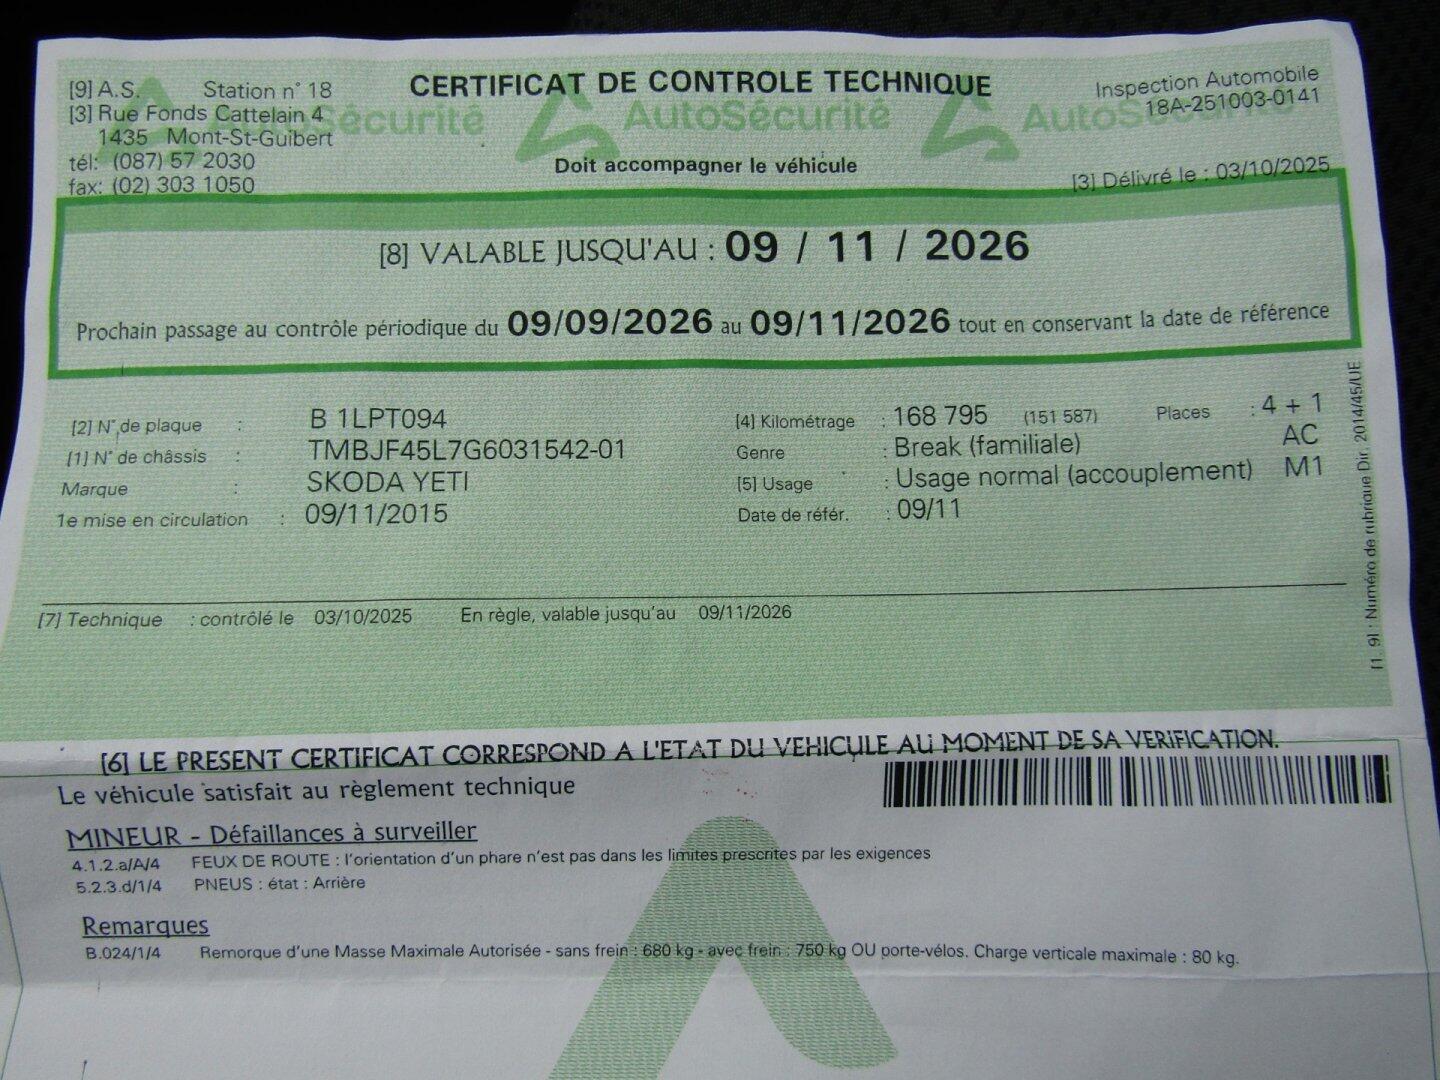 [9] A.S. Station n° 18
[3] Rue Fonds Cattelain 4
1435 Mont-St-Guibert
tél: (087) 57 2030
fax: (02) 303 1050
CERTIFICAT DE CONTROLE TECHNIQUE
AutoSécurité
Doit accompagner le véhicule
Inspection Automobile
18A-251003-0141
[3] Délivré le : 03/10/2025
[8] VALABLE JUSQU'AU : 09 / 11 / 2026
Prochain passage au contrôle périodique du 09/09/2026 au 09/11/2026 tout en conservant la date de référence
[2] N° de plaque : B 1LPT094
[1] N° de châssis : TMBJF45L7G6031542-01
Marque : SKODA YETI
1e mise en circulation : 09/11/2015
[4] Kilométrage : 168 795 (151 587) Places : 4 + 1
Genre : Break (familiale) AC
[5] Usage : Usage normal (accouplement) M1
Date de référ. : 09/11
[1. 9] : Numéro de rubrique Dir. 2014/45/UE
[7] Technique : contrôlé le 03/10/2025 En règle, valable jusqu'au 09/11/2026
[6] LE PRESENT CERTIFICAT CORRESPOND A L'ETAT DU VEHICULE AU MOMENT DE SA VERIFICATION.
Le véhicule satisfait au règlement technique
MINEUR - Défaillances à surveiller
4.1.2.a/A/4 FEUX DE ROUTE : l'orientation d'un phare n'est pas dans les limites prescrites par les exigences
5.2.3.d/1/4 PNEUS : état : Arrière
Remarques
B.024/1/4 Remorque d'une Masse Maximale Autorisée - sans frein : 680 kg - avec frein : 750 kg OU porte-vélos. Charge verticale maximale : 80 kg.